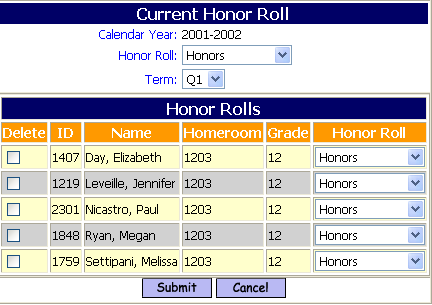 Current Honor Roll
Calendar Year: 2001-2002
Honor Roll: Honors
Term: Q1
Honor Rolls
Delete ID Name Homeroom Grade Honor Roll
1407 Day, Elizabeth 1203 12 Honors
1219 Leveille, Jennifer 1203 12 Honors
2301 Nicastro, Paul 1203 12 Honors
1848 Ryan, Megan 1203 12 Honors
1759 Settipani, Melissa 1203 12 Honors
Submit Cancel